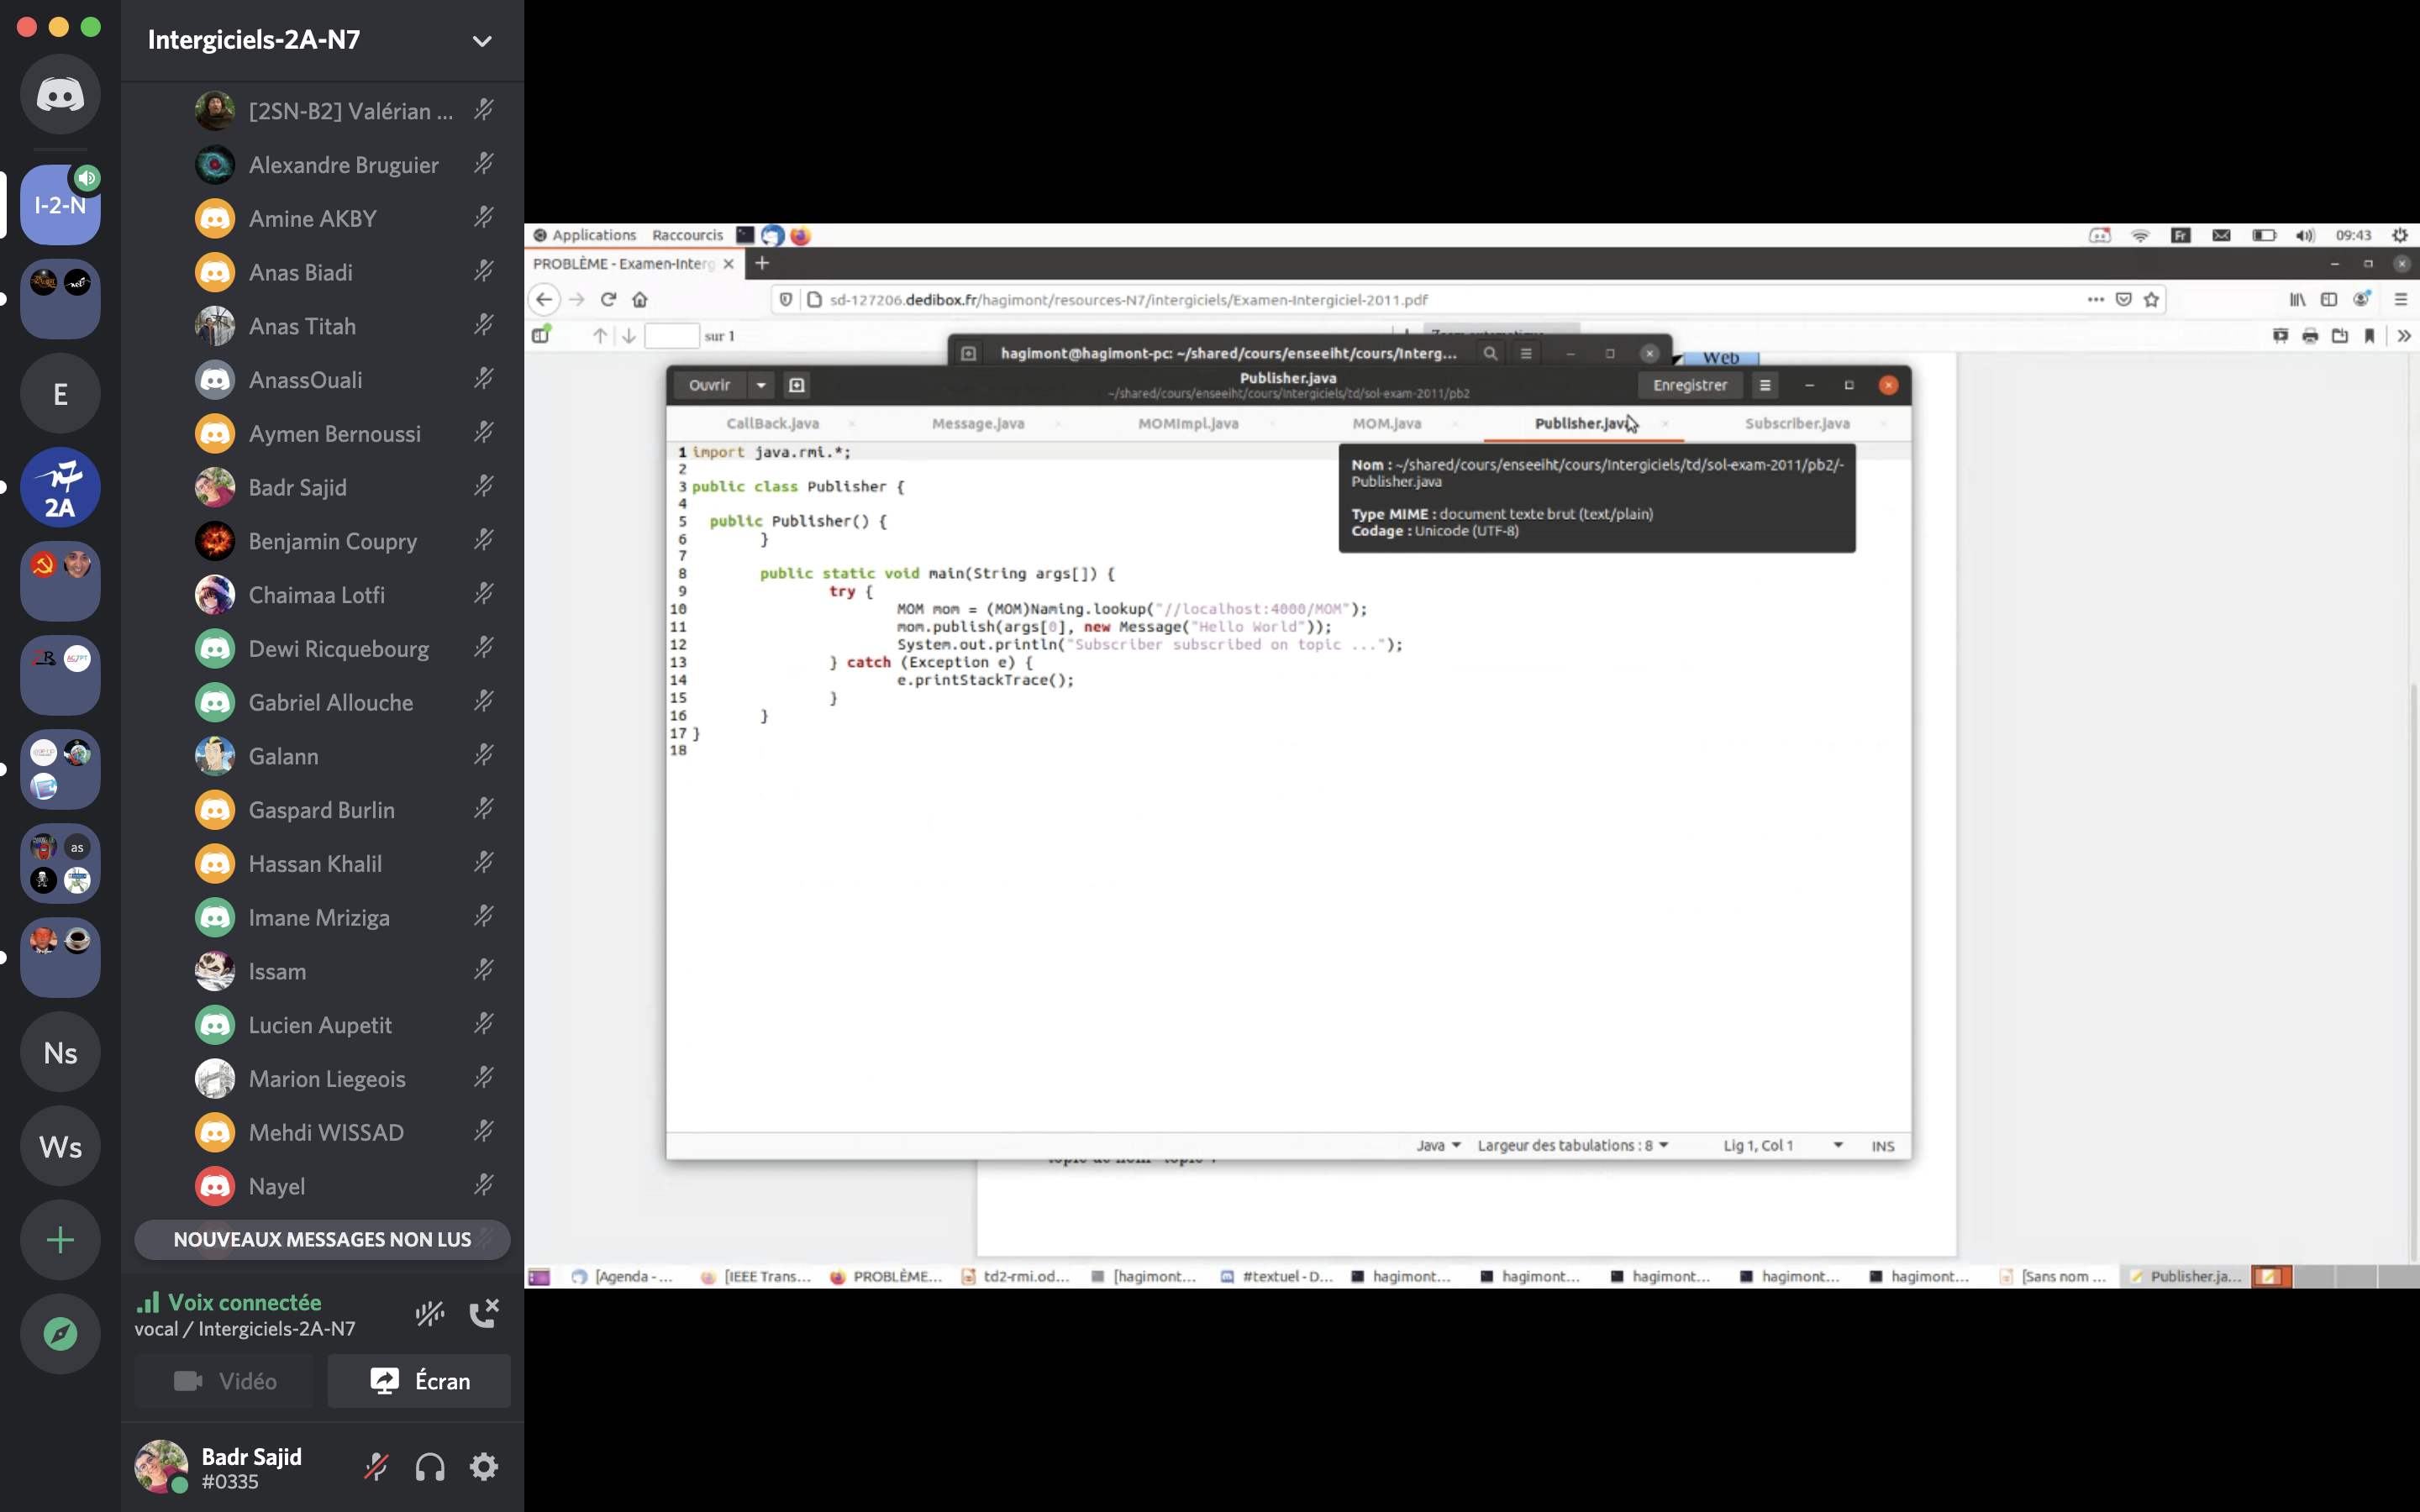 Intergiciels-2A-N7
[2SN-B2] Valérian ...
Alexandre Bruguier
Amine AKBY
Anas Biadi
Anas Titah
AnassOuali
Aymen Bernoussi
Badr Sajid
Benjamin Coupry
Chaimaa Lotfi
Dewi Ricquebourg
Gabriel Allouche
Galann
Gaspard Burlin
Hassan Khalil
Imane Mriziga
Issam
Lucien Aupetit
Marion Liegeois
Mehdi WISSAD
Nayel
NOUVEAUX MESSAGES NON LUS
Voix connectée
vocal / Intergiciels-2A-N7
Vidéo
Écran
Badr Sajid
#0335
I-2-N
E
2A
as
Ns
Ws
Applications Raccourcis
Fr
09:43
PROBLÈME - Examen-Interg
sd-127206.dedibox.fr/hagimont/resources-N7/intergiciels/Examen-Intergiciel-2011.pdf
sur 1
hagimont@hagimont-pc: ~/shared/cours/enseeiht/cours/Interg...
Web
Ouvrir
Publisher.java
~/shared/cours/enseeiht/cours/Intergiciels/td/sol-exam-2011/pb2
Enregistrer
CallBack.java
Message.java
MOMImpl.java
MOM.java
Publisher.java
Subscriber.java
Nom : ~/shared/cours/enseeiht/cours/Intergiciels/td/sol-exam-2011/pb2/-
Publisher.java
Type MIME : document texte brut (text/plain)
Codage : Unicode (UTF-8)
1 import java.rmi.*;
2
3 public class Publisher {
4
5 public Publisher() {
6 }
7
8 public static void main(String args[]) {
9 try {
10 MOM mom = (MOM)Naming.lookup("//localhost:4000/MOM");
11 mom.publish(args[0], new Message("Hello World"));
12 System.out.println("Subscriber subscribed on topic ...");
13 } catch (Exception e) {
14 e.printStackTrace();
15 }
16 }
17 }
18
Java
Largeur des tabulations : 8
Lig 1, Col 1
INS
[Agenda - ...
[IEEE Trans...
PROBLÈME...
td2-rmi.od...
[hagimont...
#textuel - D...
hagimont...
hagimont...
hagimont...
hagimont...
hagimont...
[Sans nom ...
Publisher.ja...